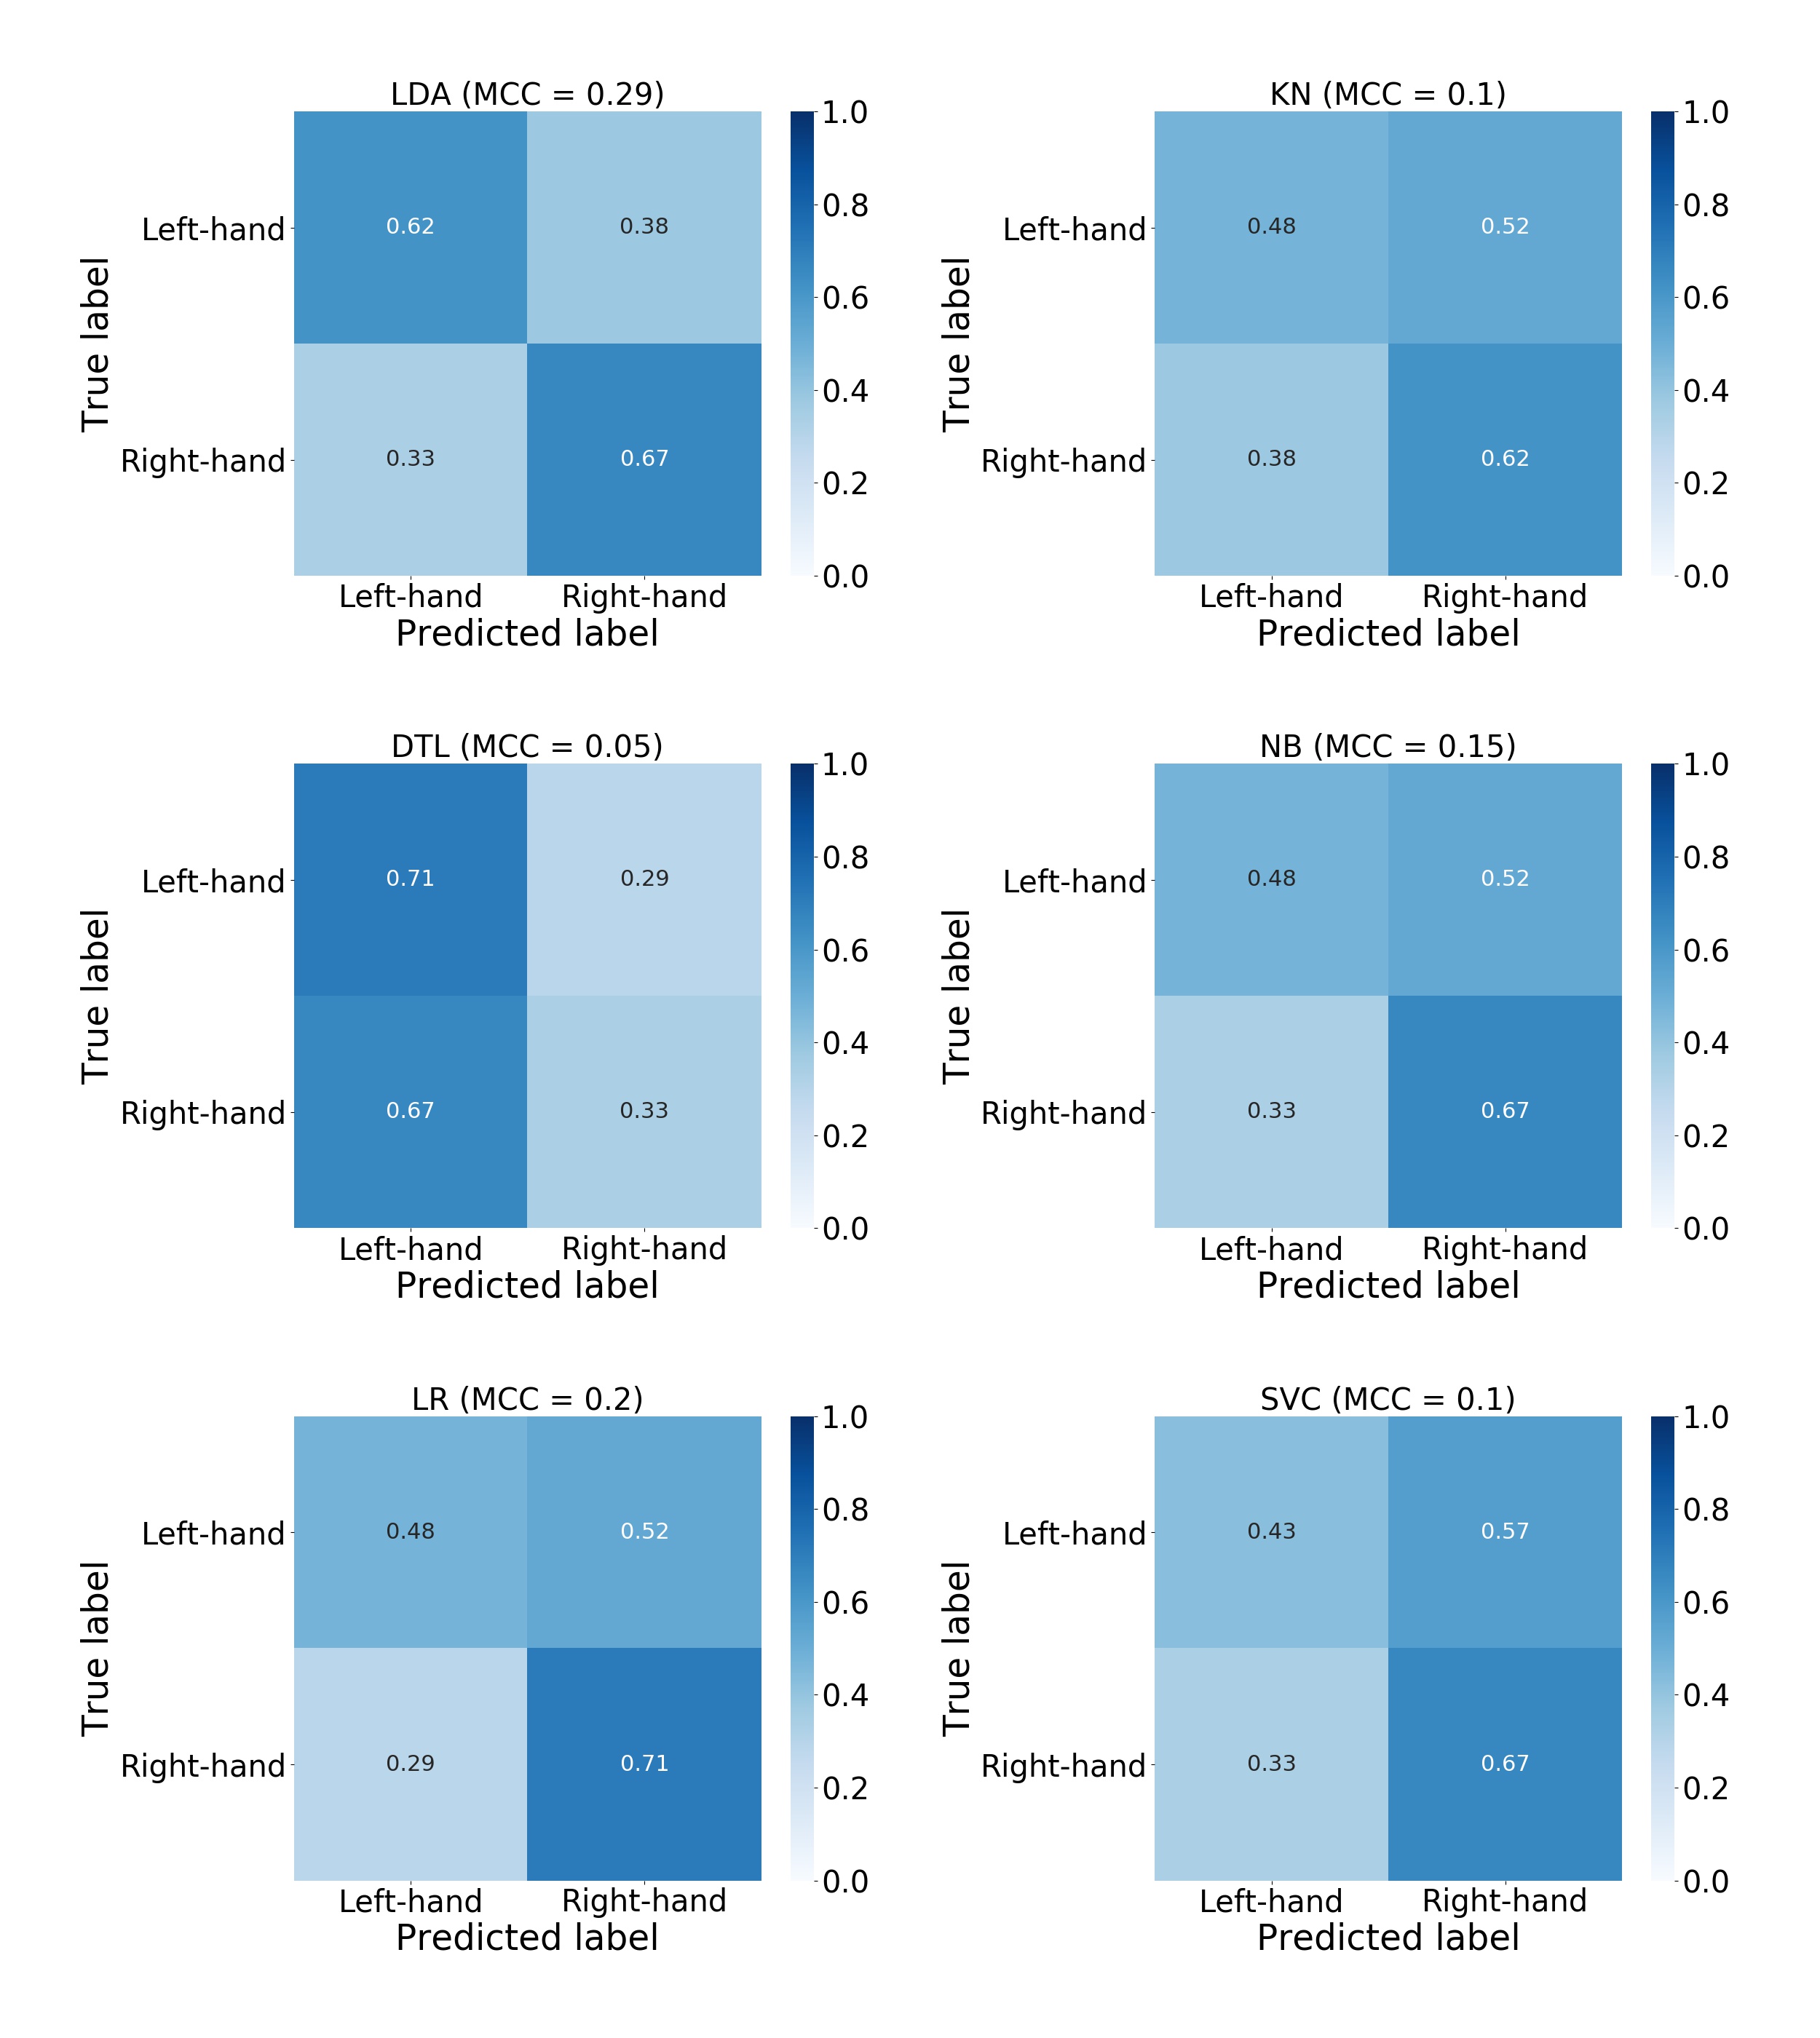 LDA (MCC = 0.29)
1.0
0.8
0.6
0.4
0.2
0.0
True label
Left-hand
Right-hand
0.62 0.38
0.33 0.67
Left-hand Right-hand
Predicted label
KN (MCC = 0.1)
1.0
0.8
0.6
0.4
0.2
0.0
True label
Left-hand
Right-hand
0.48 0.52
0.38 0.62
Left-hand Right-hand
Predicted label
DTL (MCC = 0.05)
1.0
0.8
0.6
0.4
0.2
0.0
True label
Left-hand
Right-hand
0.71 0.29
0.67 0.33
Left-hand Right-hand
Predicted label
NB (MCC = 0.15)
1.0
0.8
0.6
0.4
0.2
0.0
True label
Left-hand
Right-hand
0.48 0.52
0.33 0.67
Left-hand Right-hand
Predicted label
LR (MCC = 0.2)
1.0
0.8
0.6
0.4
0.2
0.0
True label
Left-hand
Right-hand
0.48 0.52
0.29 0.71
Left-hand Right-hand
Predicted label
SVC (MCC = 0.1)
1.0
0.8
0.6
0.4
0.2
0.0
True label
Left-hand
Right-hand
0.43 0.57
0.33 0.67
Left-hand Right-hand
Predicted label